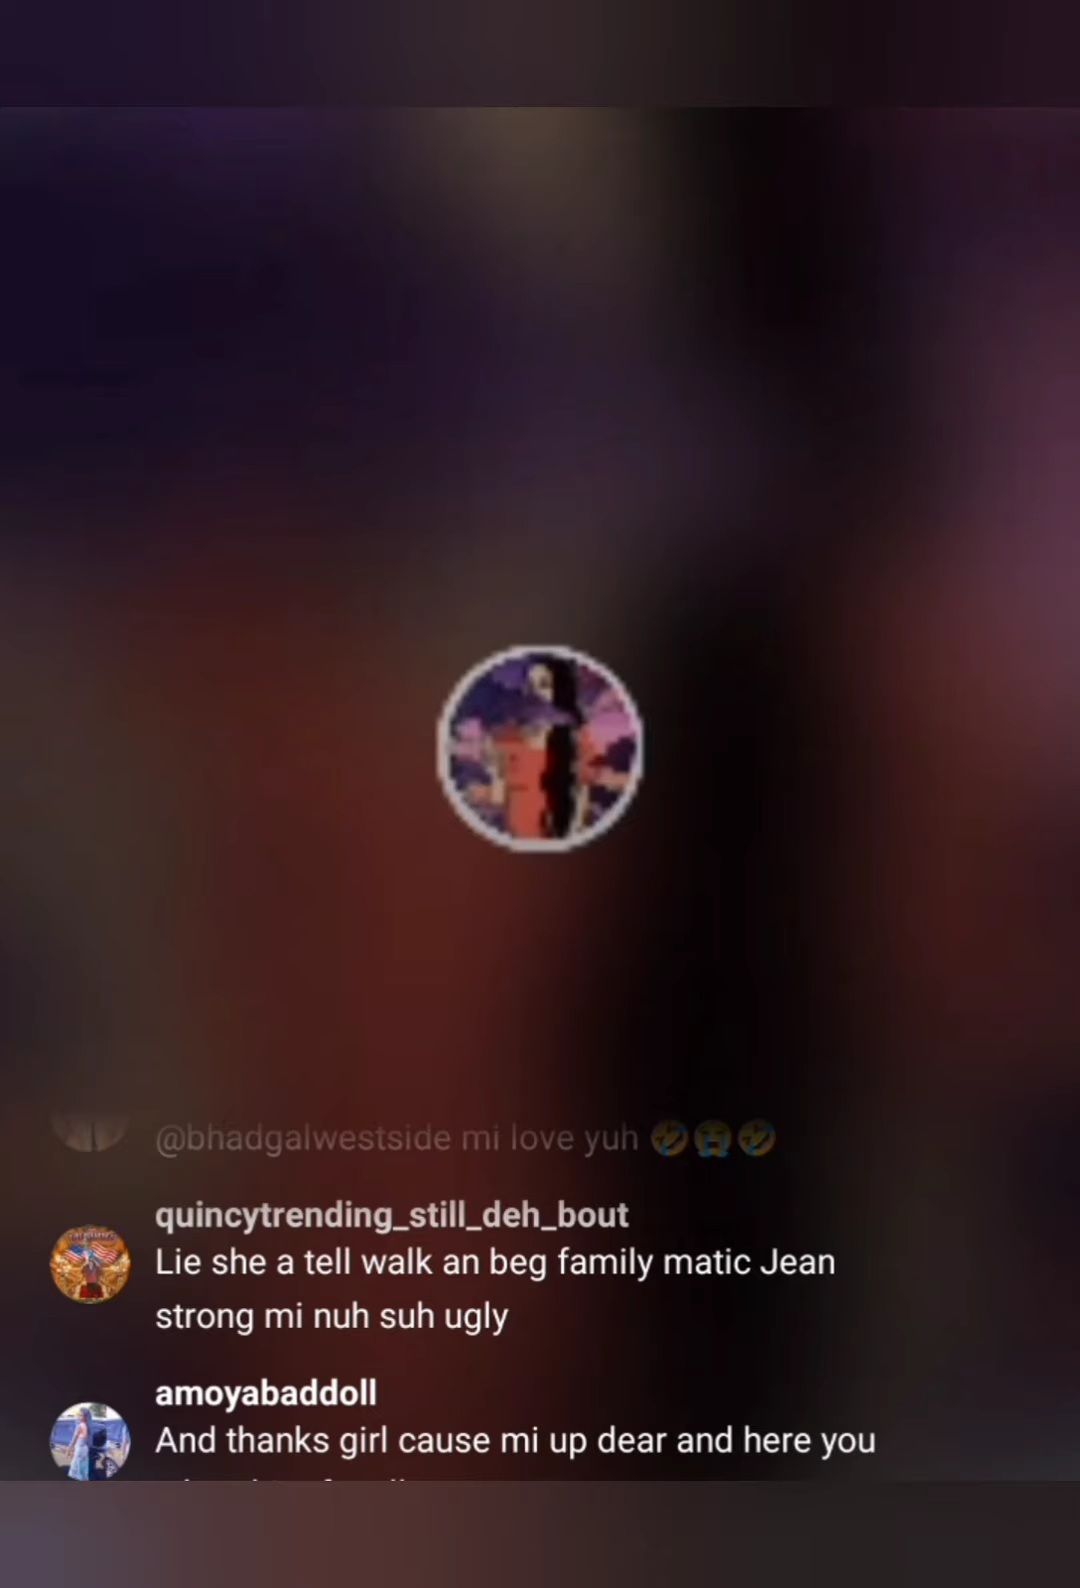 @bhadgalwestside mi love yuh 🤣😭🤣
quincytrending_still_deh_bout
Lie she a tell walk an beg family matic Jean
strong mi nuh suh ugly
amoyabaddoll
And thanks girl cause mi up dear and here you